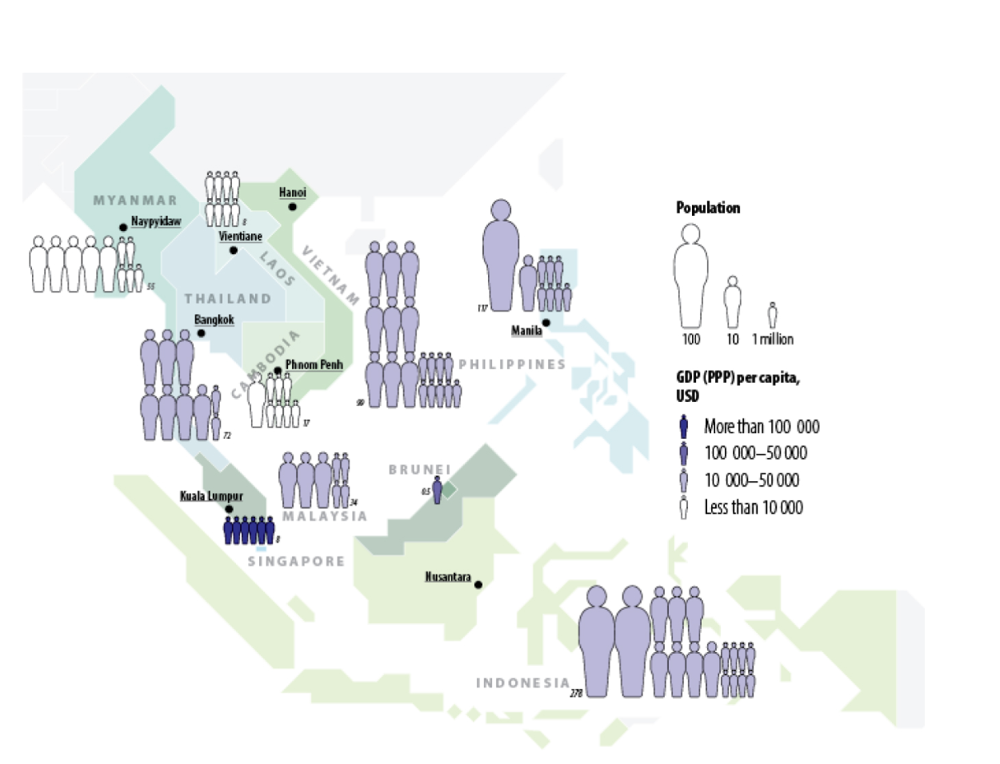 MYANMAR
Naypyidaw
55
8
Vientiane
Hanoi
LAOS
VIETNAM
THAILAND
Bangkok
72
CAMBODIA
Phnom Penh
17
99
117
Manila
PHILIPPINES
Kuala Lumpur
34
MALAYSIA
8
SINGAPORE
BRUNEI
0.5
Nusantara
INDONESIA
278
Population
100
10
1 million
GDP (PPP) per capita,
USD
More than 100 000
100 000–50 000
10 000–50 000
Less than 10 000